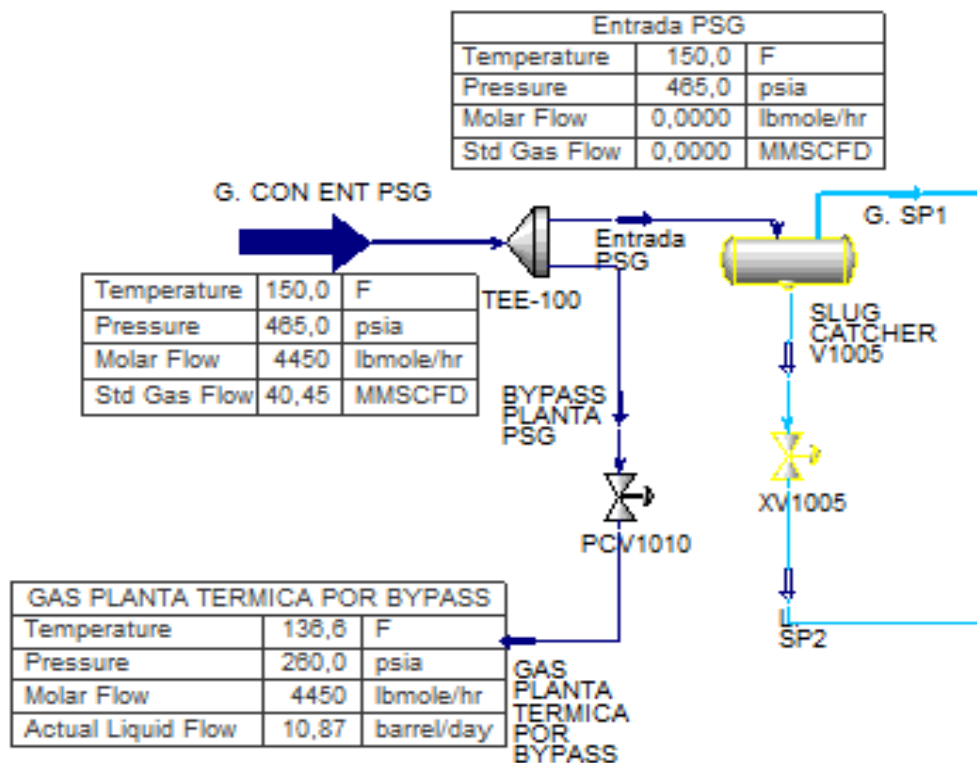 Entrada PSG
Temperature 150,0 F
Pressure 465,0 psia
Molar Flow 0,0000 lbmole/hr
Std Gas Flow 0,0000 MMSCFD
G. CON ENT PSG
G. SP1
Entrada
PSG
TEE-100
Temperature 150,0 F
Pressure 465,0 psia
Molar Flow 4450 lbmole/hr
Std Gas Flow 40,45 MMSCFD
SLUG
CATCHER
V1005
BYPASS
PLANTA
PSG
XV1005
PCV1010
GAS PLANTA TERMICA POR BYPASS
Temperature 136,6 F
Pressure 260,0 psia
Molar Flow 4450 lbmole/hr
Actual Liquid Flow 10,87 barrel/day
L.
SP2
GAS
PLANTA
TERMICA
POR
BYPASS